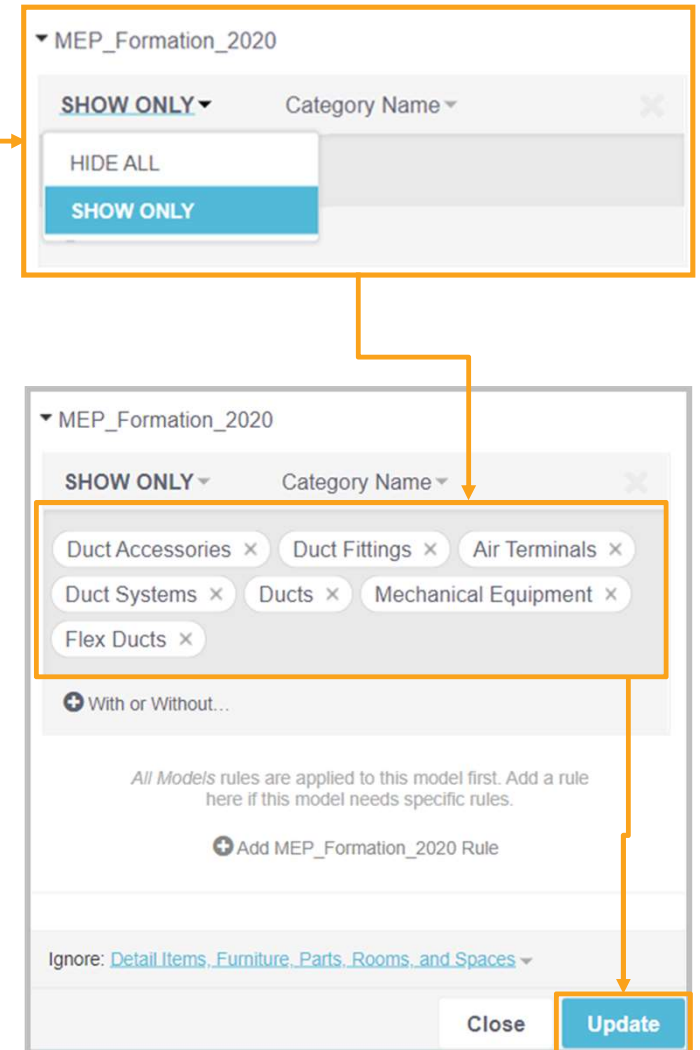 MEP_Formation_2020
SHOW ONLY Category Name
HIDE ALL
SHOW ONLY
MEP_Formation_2020
SHOW ONLY Category Name
Duct Accessories × Duct Fittings × Air Terminals ×
Duct Systems × Ducts × Mechanical Equipment ×
Flex Ducts ×
With or Without...
All Models rules are applied to this model first. Add a rule
here if this model needs specific rules.
Add MEP_Formation_2020 Rule
Ignore: Detail Items, Furniture, Parts, Rooms, and Spaces
Close Update